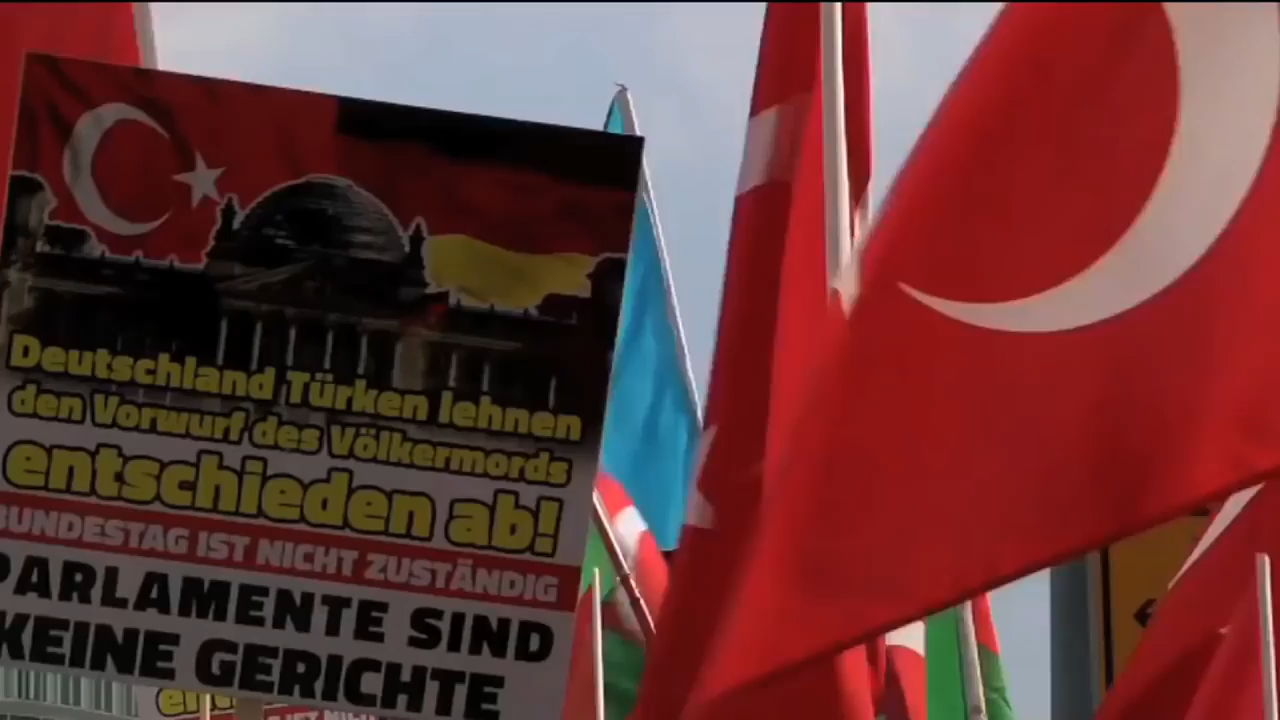 Deutschland Türken lehnen
den Vorwurf des Völkermords
entschieden ab!
BUNDESTAG IST NICHT ZUSTÄNDIG
PARLAMENTE SIND
KEINE GERICHTE